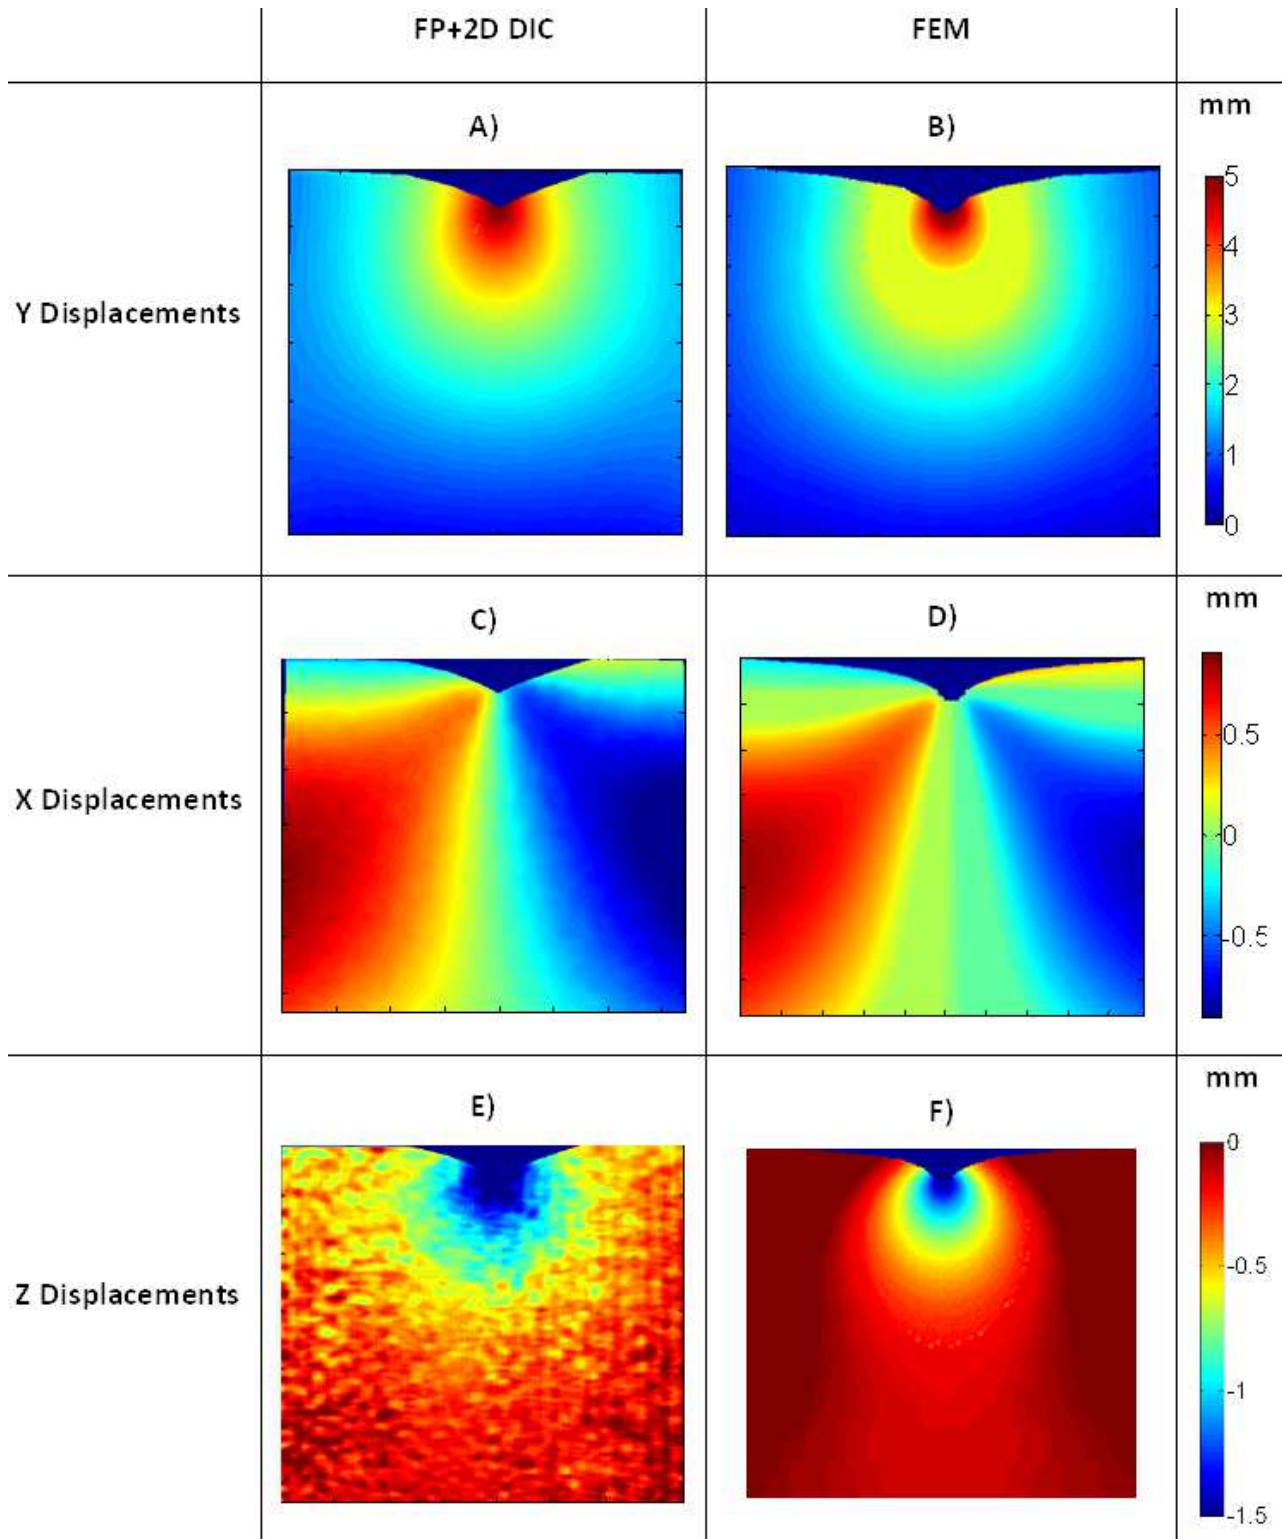 FP+2D DIC
FEM
mm
A)
B)
5
4
3
2
1
0
Y Displacements
mm
C)
D)
0.5
0
-0.5
X Displacements
mm
E)
F)
0
-0.5
-1
-1.5
Z Displacements